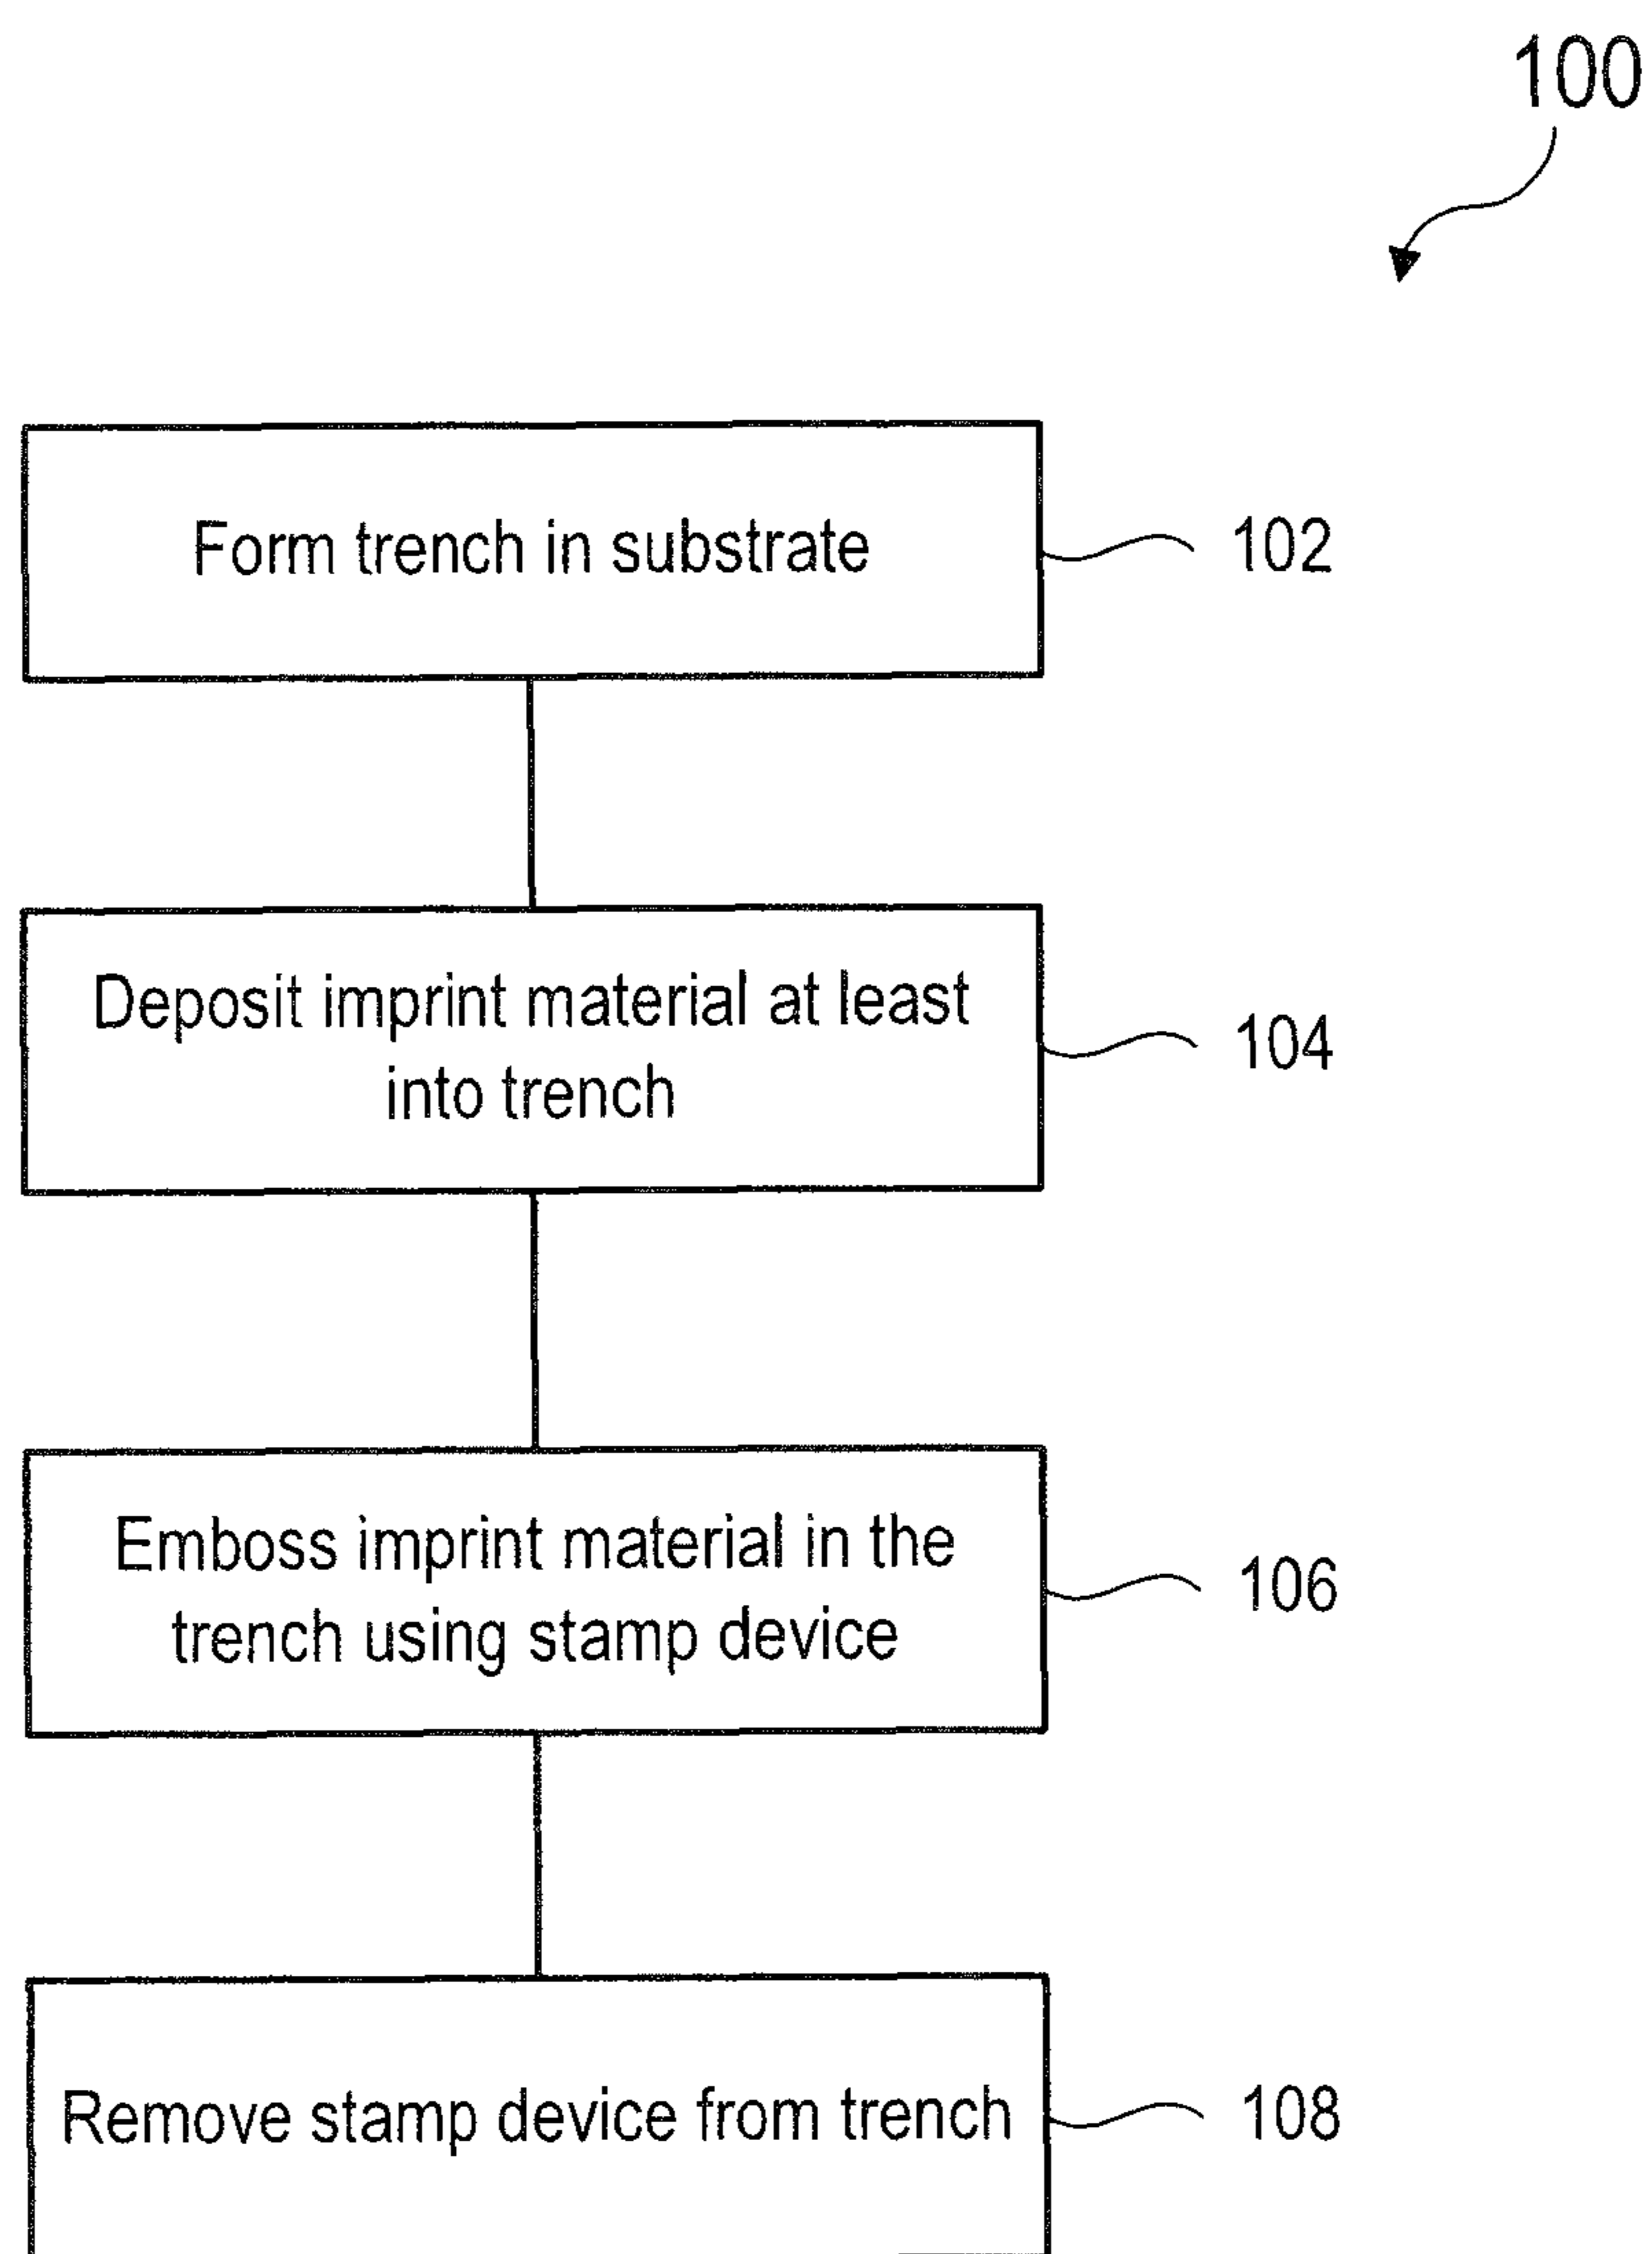 100
Form trench in substrate
102
Deposit imprint material at least
into trench
104
Emboss imprint material in the
trench using stamp device
106
Remove stamp device from trench
108